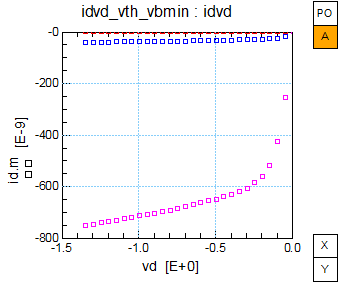 idvd_vth_vbmin : idvd
PO
A
-0
-200
-400
-600
-800
id.m [E-9]
-1.5
-1.0
-0.5
0.0
vd [E+0]
X
Y